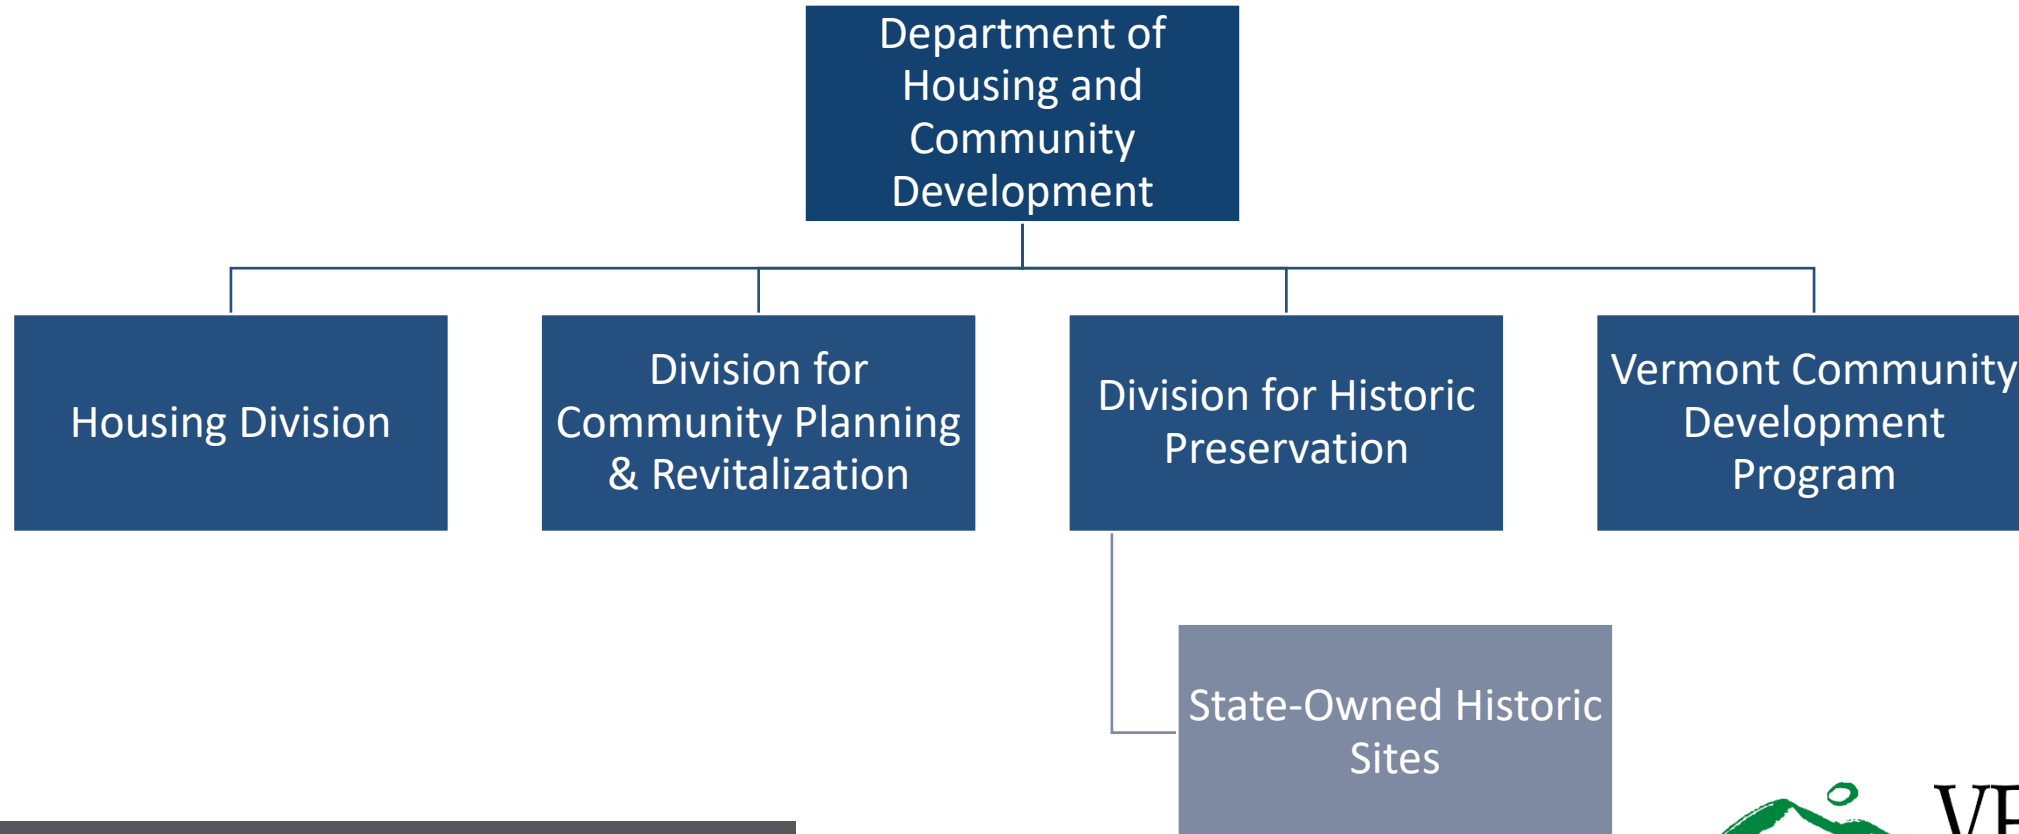 Department of
Housing and
Community
Development
Housing Division
Division for
Community Planning
& Revitalization
Division for Historic
Preservation
Vermont Community
Development
Program
State-Owned Historic
Sites